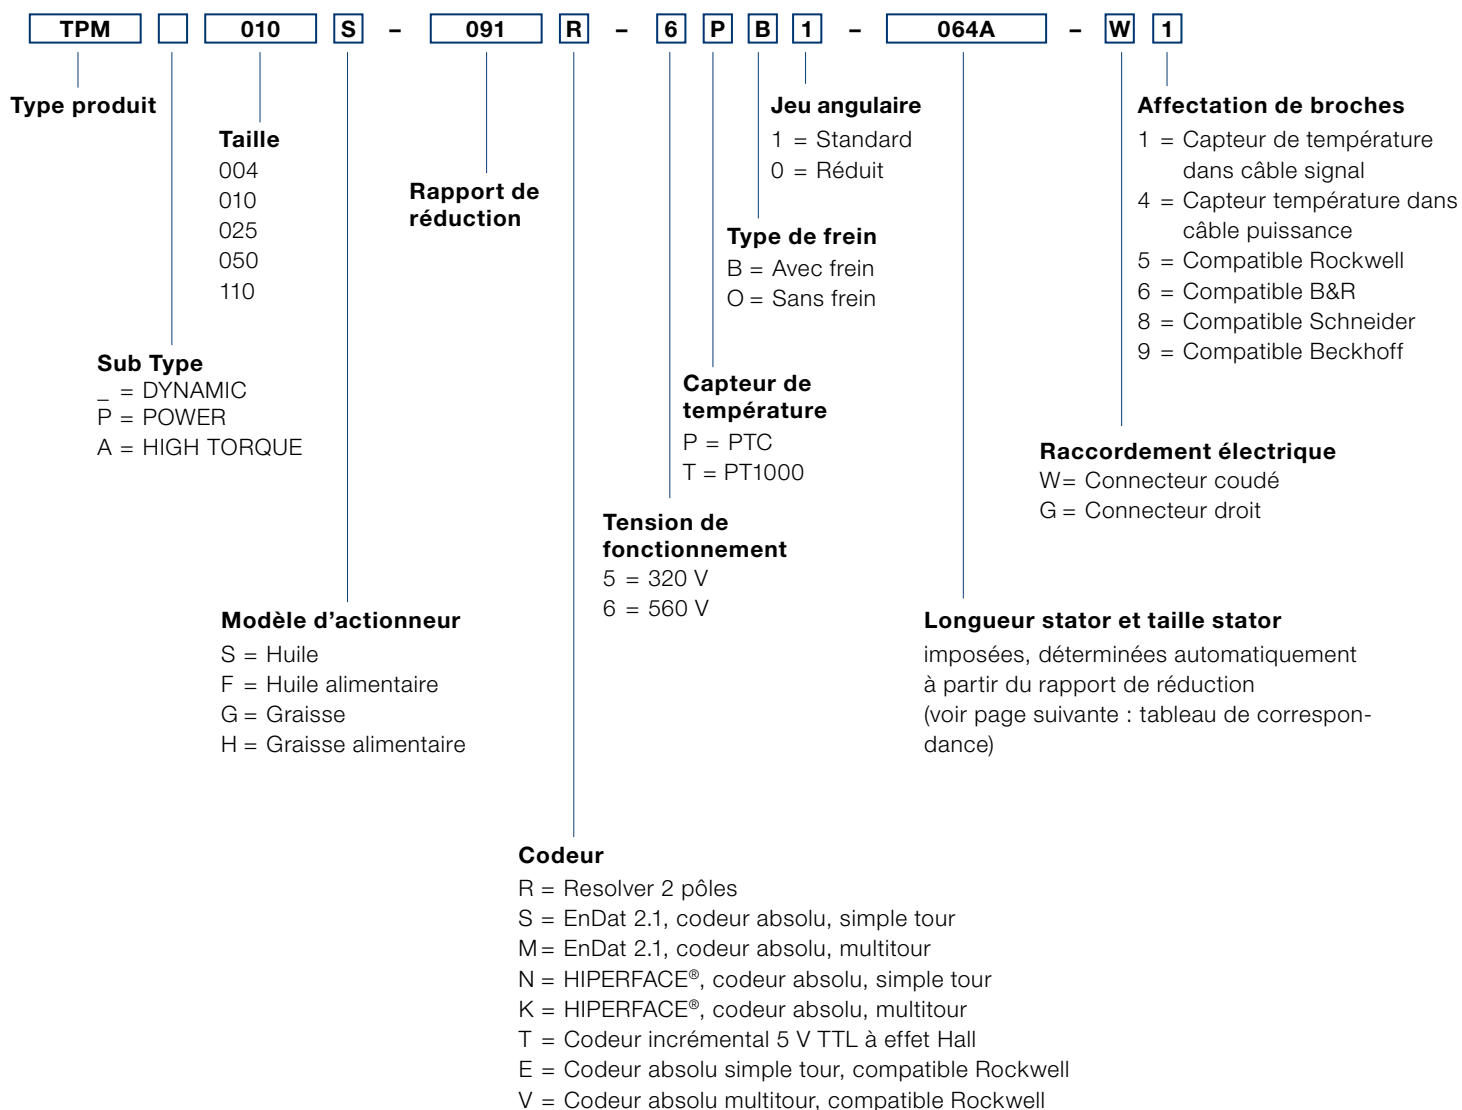 TPM 010 S – 091 R – 6 P B 1 – 064A – W 1
Type produit
Taille
004
010
025
050
110
Rapport de
réduction
Jeu angulaire
1 = Standard
0 = Réduit
Affectation de broches
1 = Capteur de température
dans câble signal
4 = Capteur température dans
câble puissance
5 = Compatible Rockwell
6 = Compatible B&R
8 = Compatible Schneider
9 = Compatible Beckhoff
Type de frein
B = Avec frein
O = Sans frein
Sub Type
_ = DYNAMIC
P = POWER
A = HIGH TORQUE
Capteur de
température
P = PTC
T = PT1000
Raccordement électrique
W= Connecteur coudé
G = Connecteur droit
Tension de
fonctionnement
5 = 320 V
6 = 560 V
Modèle d'actionneur
S = Huile
F = Huile alimentaire
G = Graisse
H = Graisse alimentaire
Longueur stator et taille stator
imposées, déterminées automatiquement
à partir du rapport de réduction
(voir page suivante : tableau de correspon-
dance)
Codeur
R = Resolver 2 pôles
S = EnDat 2.1, codeur absolu, simple tour
M = EnDat 2.1, codeur absolu, multitour
N = HIPERFACE®, codeur absolu, simple tour
K = HIPERFACE®, codeur absolu, multitour
T = Codeur incrémental 5 V TTL à effet Hall
E = Codeur absolu simple tour, compatible Rockwell
V = Codeur absolu multitour, compatible Rockwell